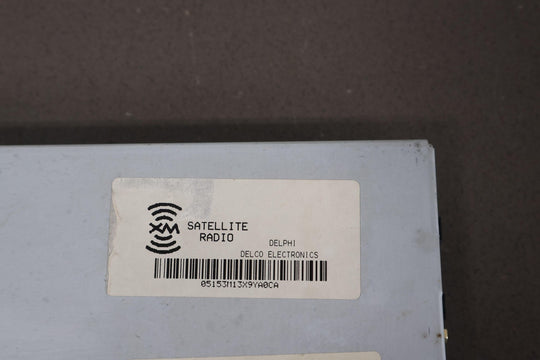 XM
SATELLITE
RADIO
DELPHI
DELCO ELECTRONICS
05153M13X9YA0CA